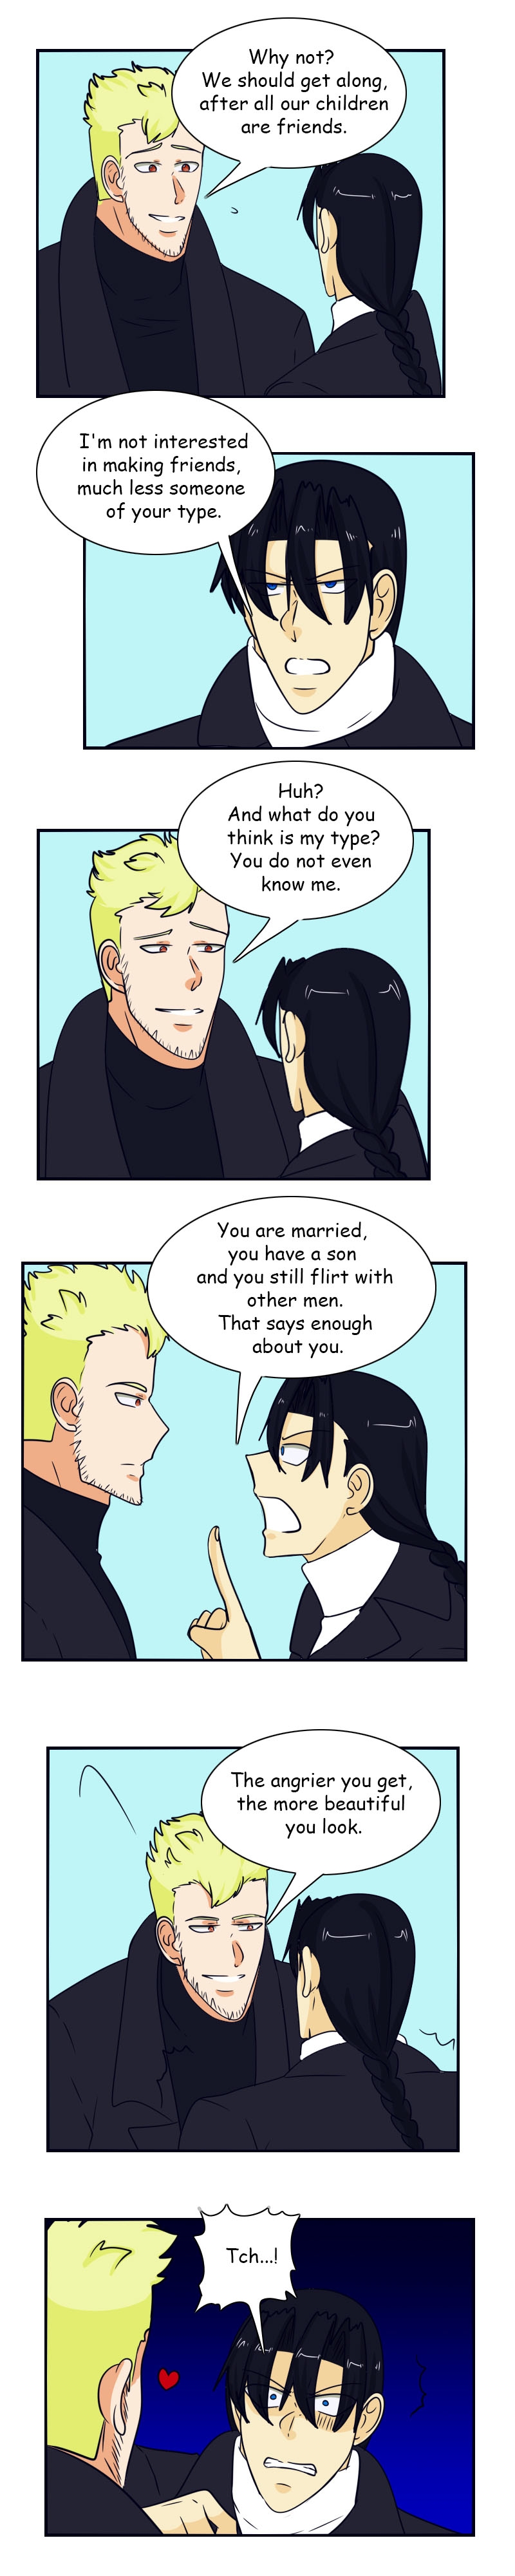 Why not?
We should get along,
after all our children
are friends.
I'm not interested
in making friends,
much less someone
of your type.
Huh?
And what do you
think is my type?
You do not even
know me.
You are married,
you have a son
and you still flirt with
other men.
That says enough
about you.
The angrier you get,
the more beautiful
you look.
Tch...!